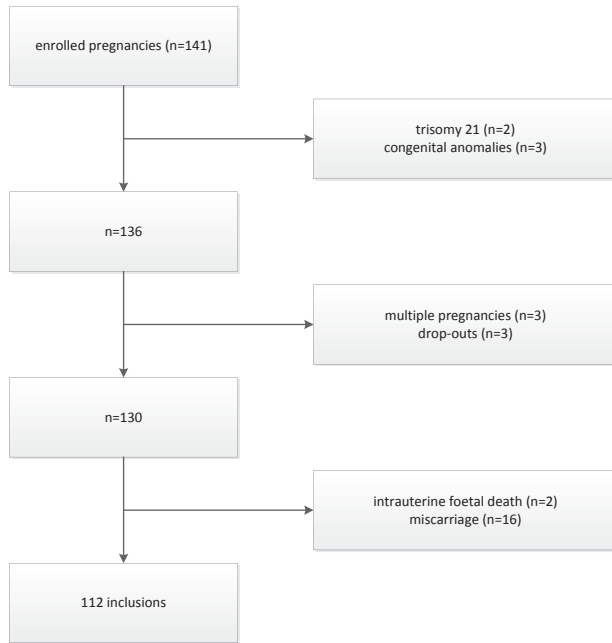 enrolled pregnancies (n=141)
trisomy 21 (n=2)
congenital anomalies (n=3)
n=136
multiple pregnancies (n=3)
drop-outs (n=3)
n=130
intrauterine foetal death (n=2)
miscarriage (n=16)
112 inclusions